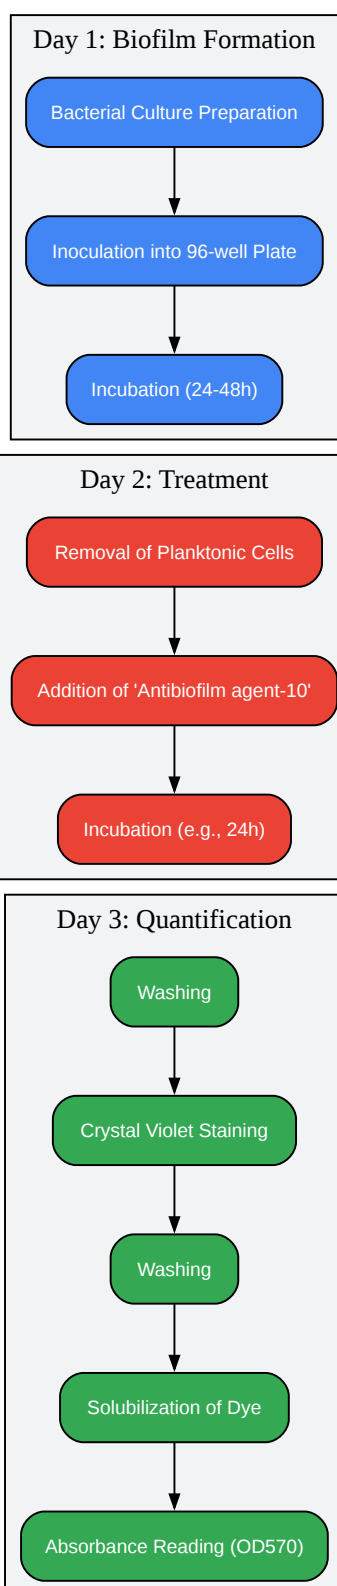 Day 1: Biofilm Formation
Bacterial Culture Preparation
Inoculation into 96-well Plate
Incubation (24-48h)
Day 2: Treatment
Removal of Planktonic Cells
Addition of 'Antibiofilm agent-10'
Incubation (e.g., 24h)
Day 3: Quantification
Washing
Crystal Violet Staining
Washing
Solubilization of Dye
Absorbance Reading (OD570)